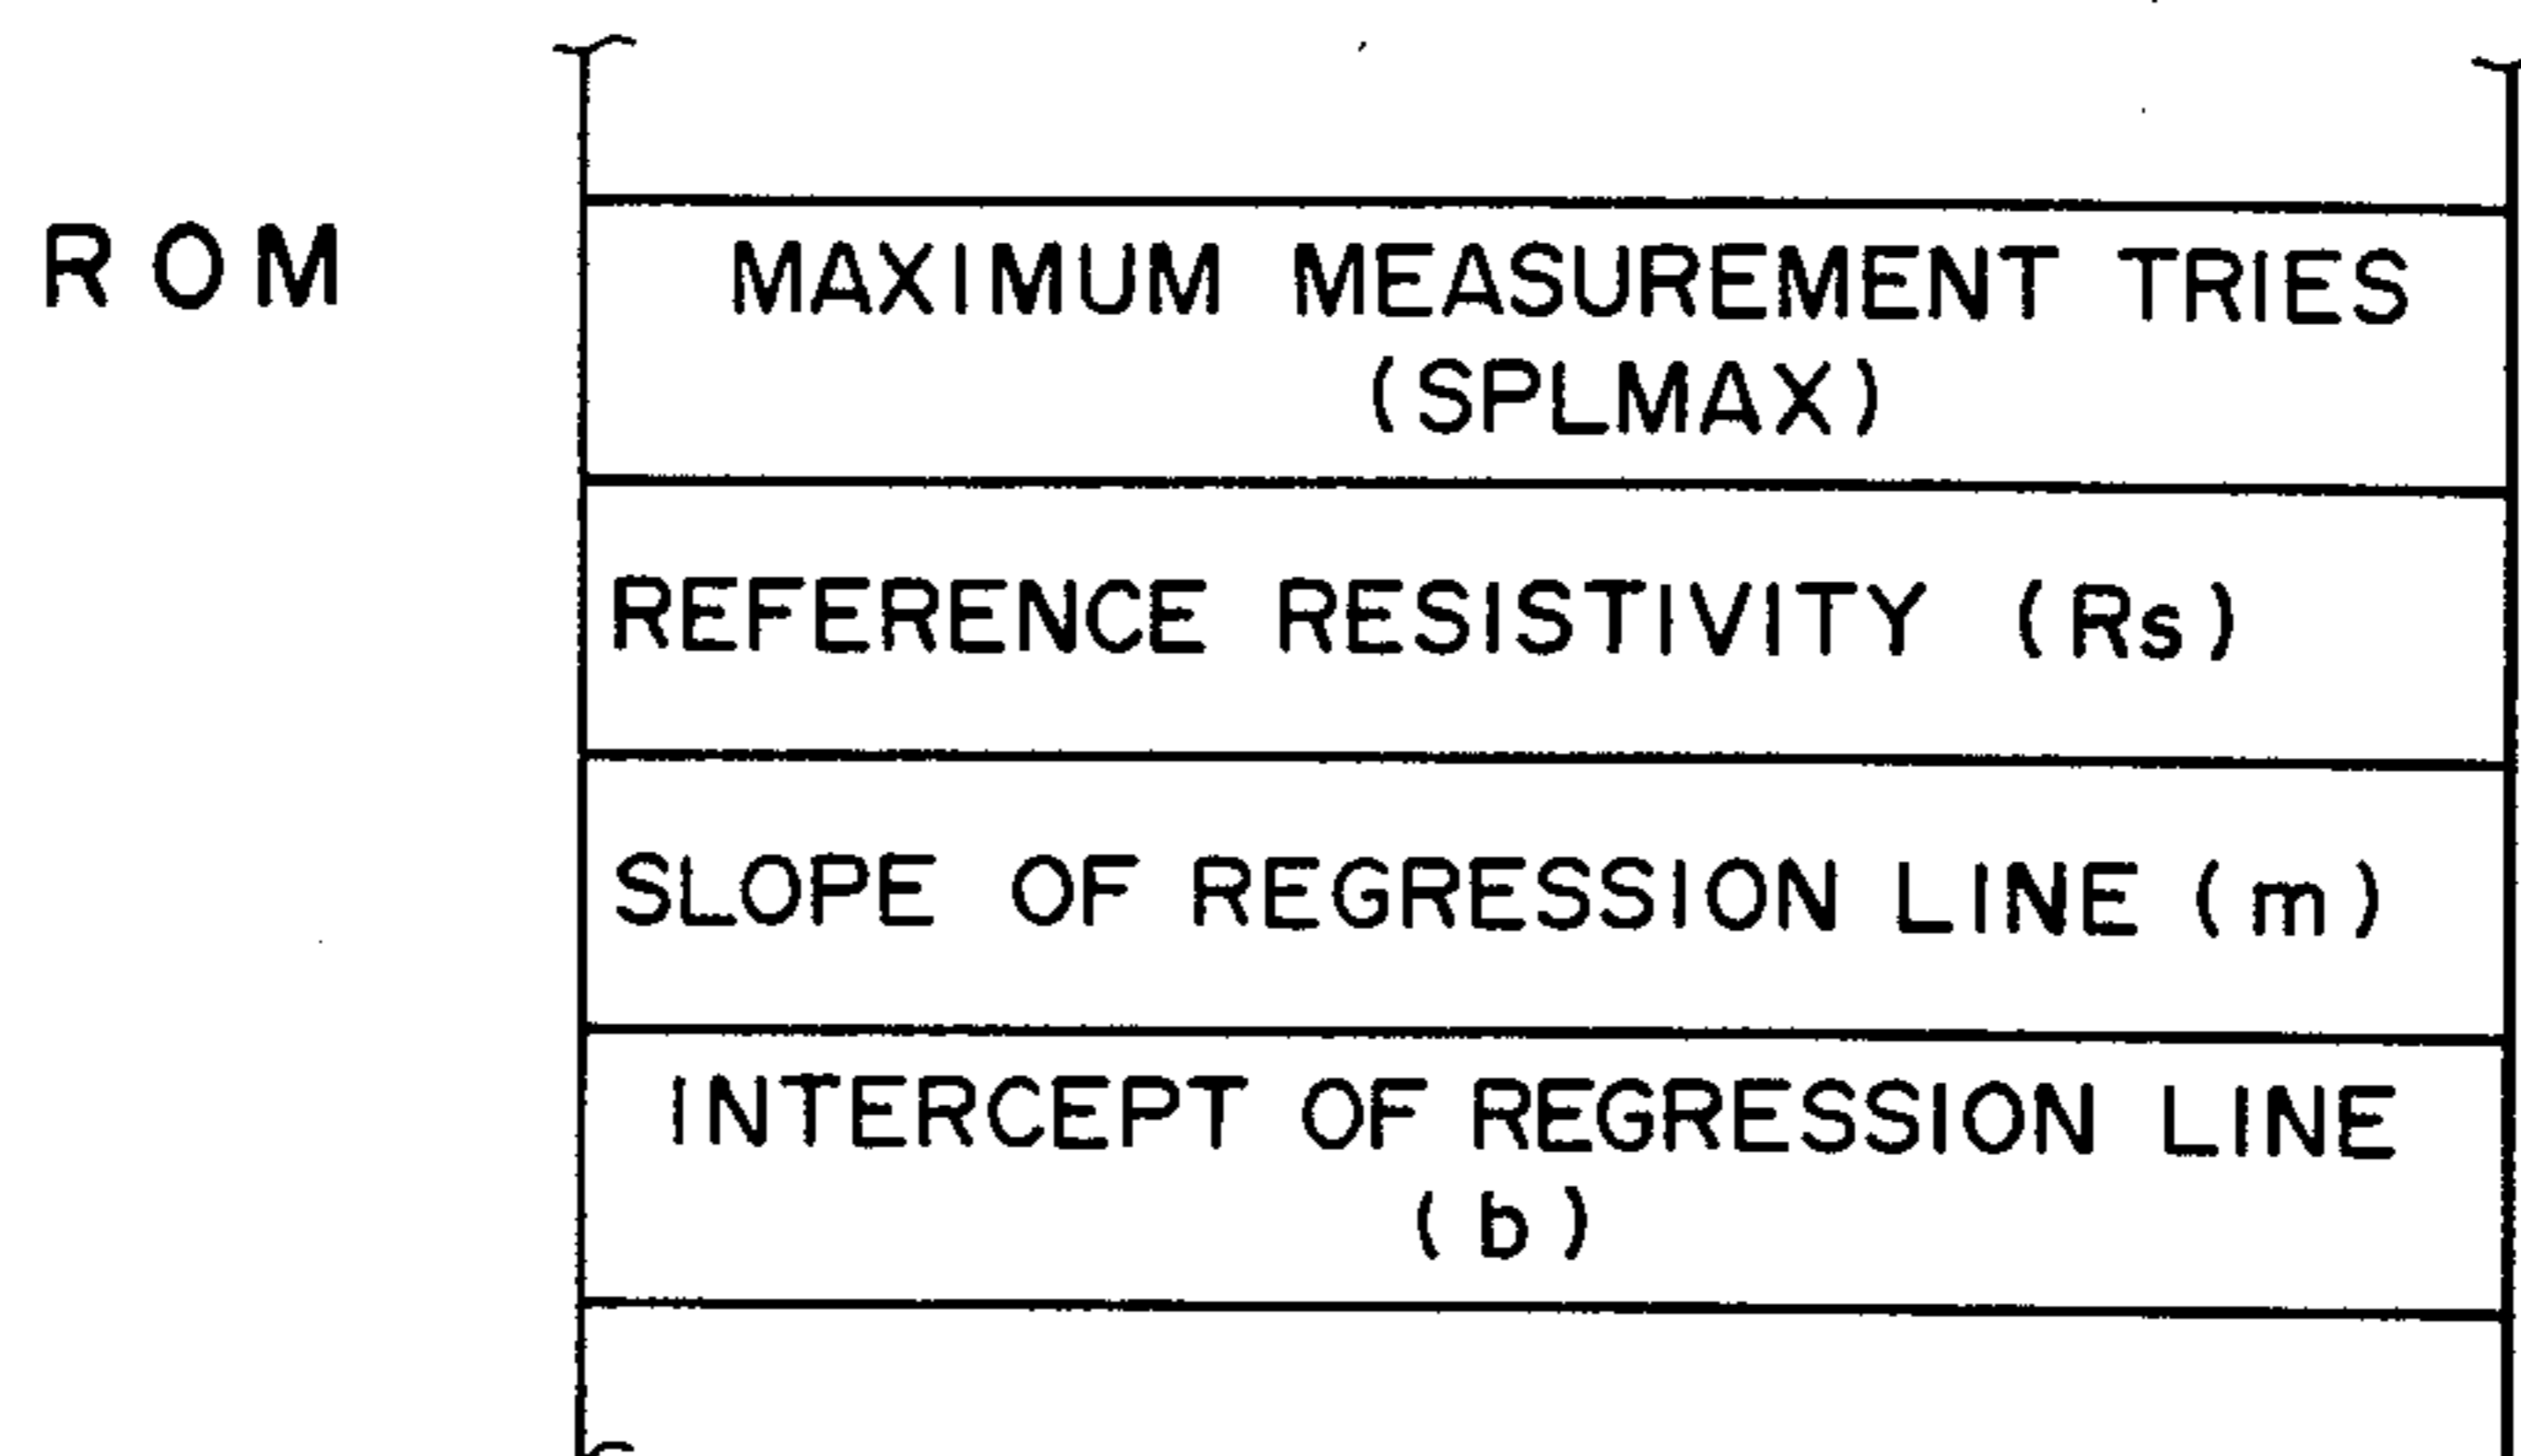 ROM
MAXIMUM MEASUREMENT TRIES
(SPLMAX)
REFERENCE RESISTIVITY (Rs)
SLOPE OF REGRESSION LINE (m)
INTERCEPT OF REGRESSION LINE
(b)